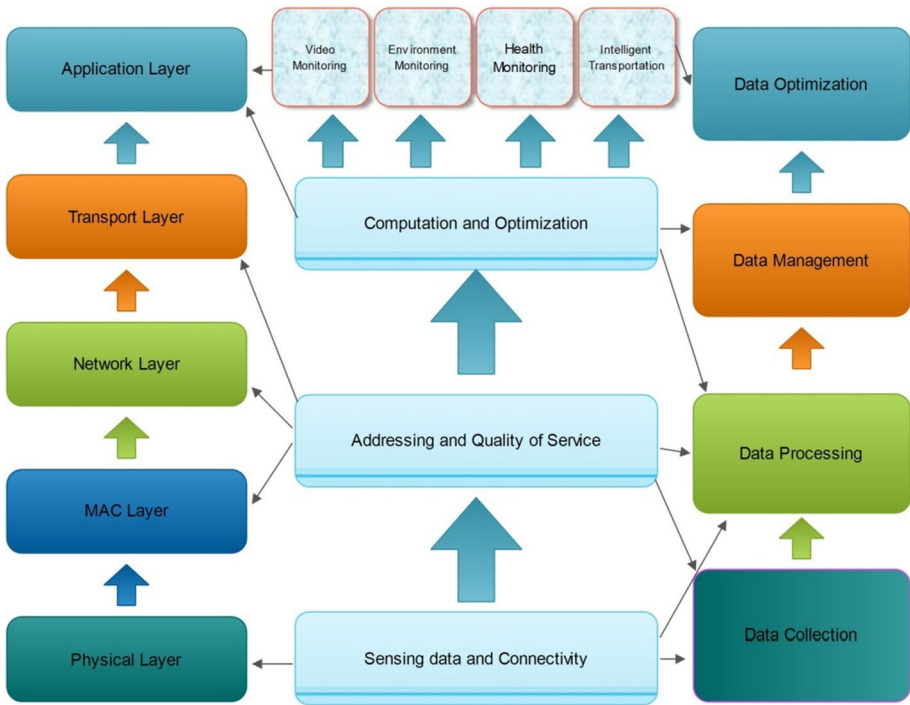 Application Layer
Video
Monitoring
Environment
Monitoring
Health
Monitoring
Intelligent
Transportation
Data Optimization
Transport Layer
Computation and Optimization
Data Management
Network Layer
Addressing and Quality of Service
Data Processing
MAC Layer
Physical Layer
Sensing data and Connectivity
Data Collection